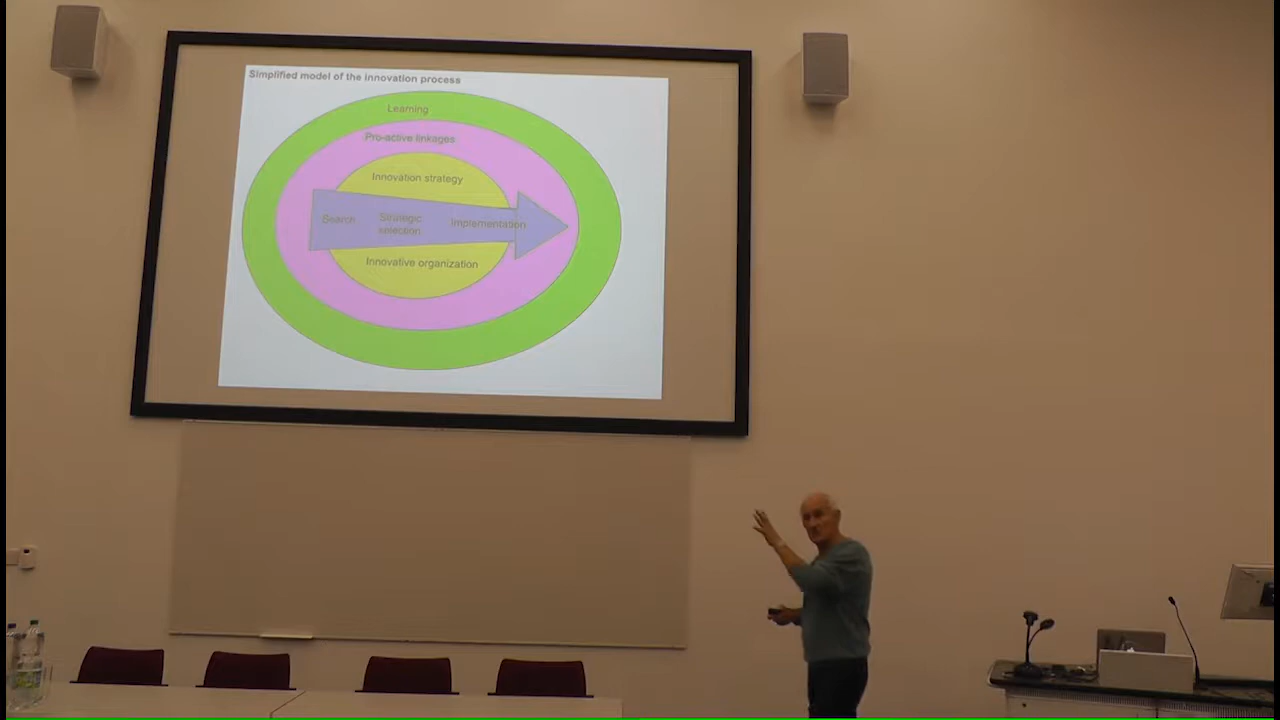 Simplified model of the innovation process
Learning
Pro-active linkages
Innovation strategy
Search
Strategic
selection
Implementation
Innovative organization